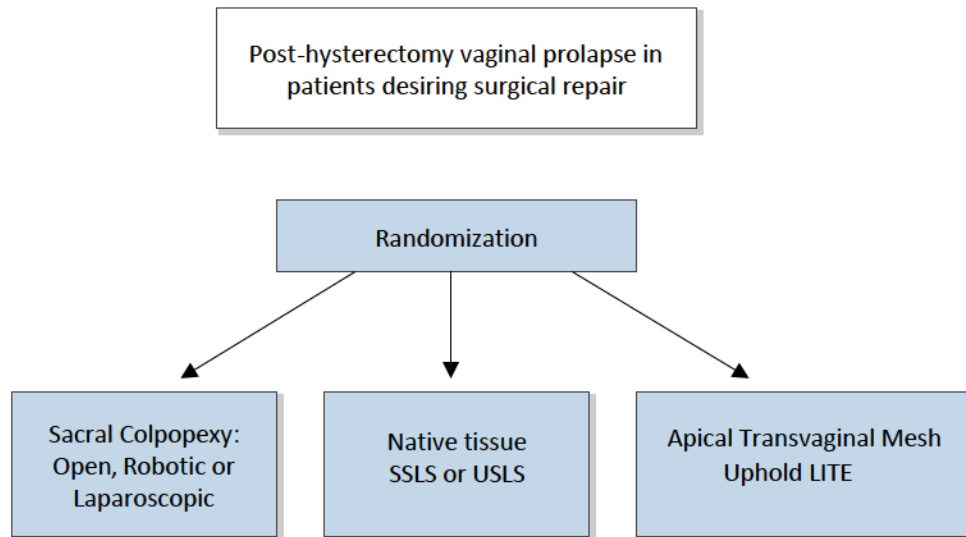 Post-hysterectomy vaginal prolapse in
patients desiring surgical repair
Randomization
Sacral Colpopexy:
Open, Robotic or
Laparoscopic
Native tissue
SSLS or USLS
Apical Transvaginal Mesh
Uphold LITE